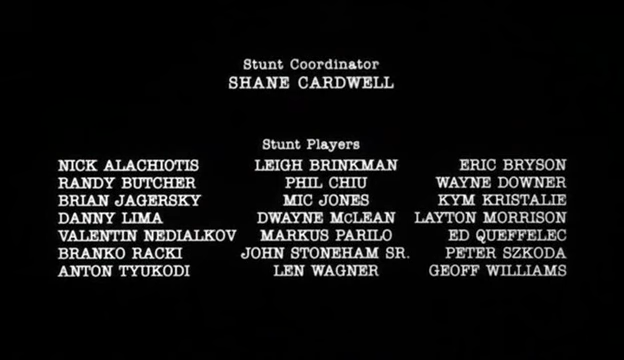 Stunt Coordinator
SHANE CARDWELL
Stunt Players
NICK ALACHIOTIS LEIGH BRINKMAN ERIC BRYSON
RANDY BUTCHER PHIL CHIU WAYNE DOWNER
BRIAN JAGERSKY MIC JONES KYM KRISTALIE
DANNY LIMA DWAYNE McLEAN LAYTON MORRISON
VALENTIN NEDIALKOV MARKUS PARILO ED QUEFFELEC
BRANKO RACKI JOHN STONEHAM SR. PETER SZKODA
ANTON TYUKODI LEN WAGNER GEOFF WILLIAMS